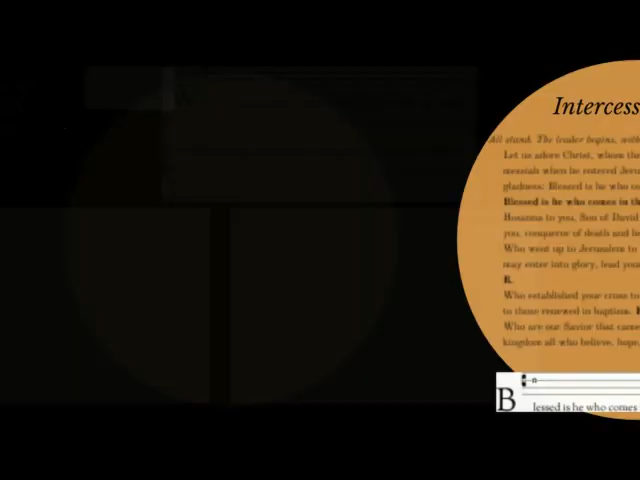 Intercess
All stand. The leader begins, with
Let us adore Christ, whom the
messiah when he entered Jeru
gladness: Blessed is he who co
Blessed is he who comes in th
Hosanna to you, Son of David
you, conqueror of death and he
Who went up to Jerusalem to
may enter into glory, lead your
R.
Who established your cross to
to those renewed in baptism. R
Who are our Savior that came
kingdom all who believe, hope,
Blessed is he who comes